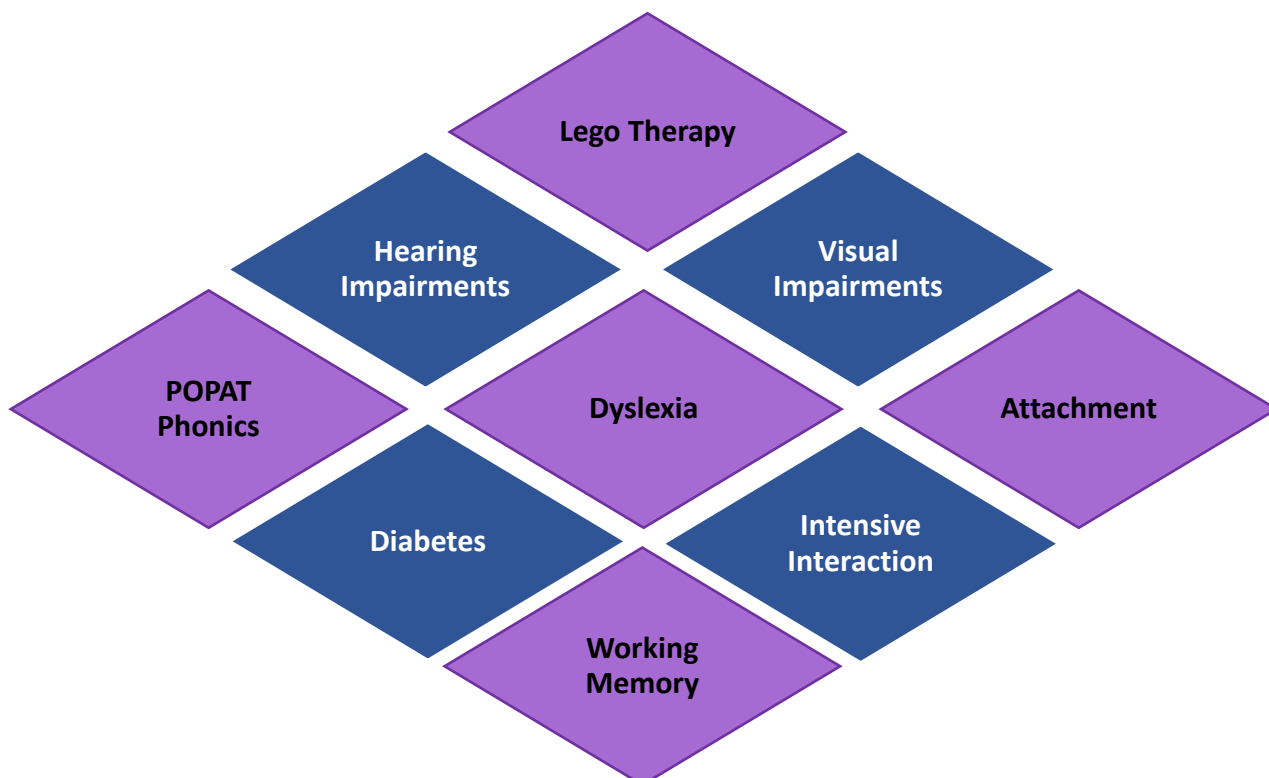 Lego Therapy
Hearing
Impairments
Visual
Impairments
POPAT
Phonics
Dyslexia
Attachment
Diabetes
Intensive
Interaction
Working
Memory